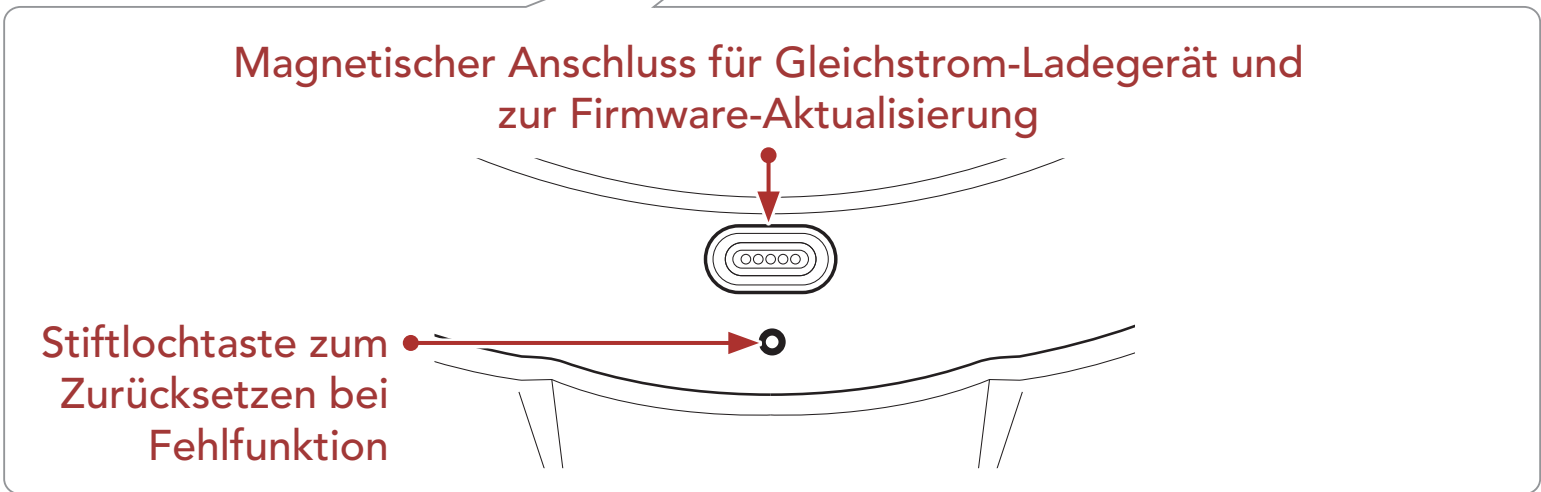 Magnetischer Anschluss für Gleichstrom-Ladegerät und
zur Firmware-Aktualisierung
Stiftlochtaste zum
Zurücksetzen bei
Fehlfunktion